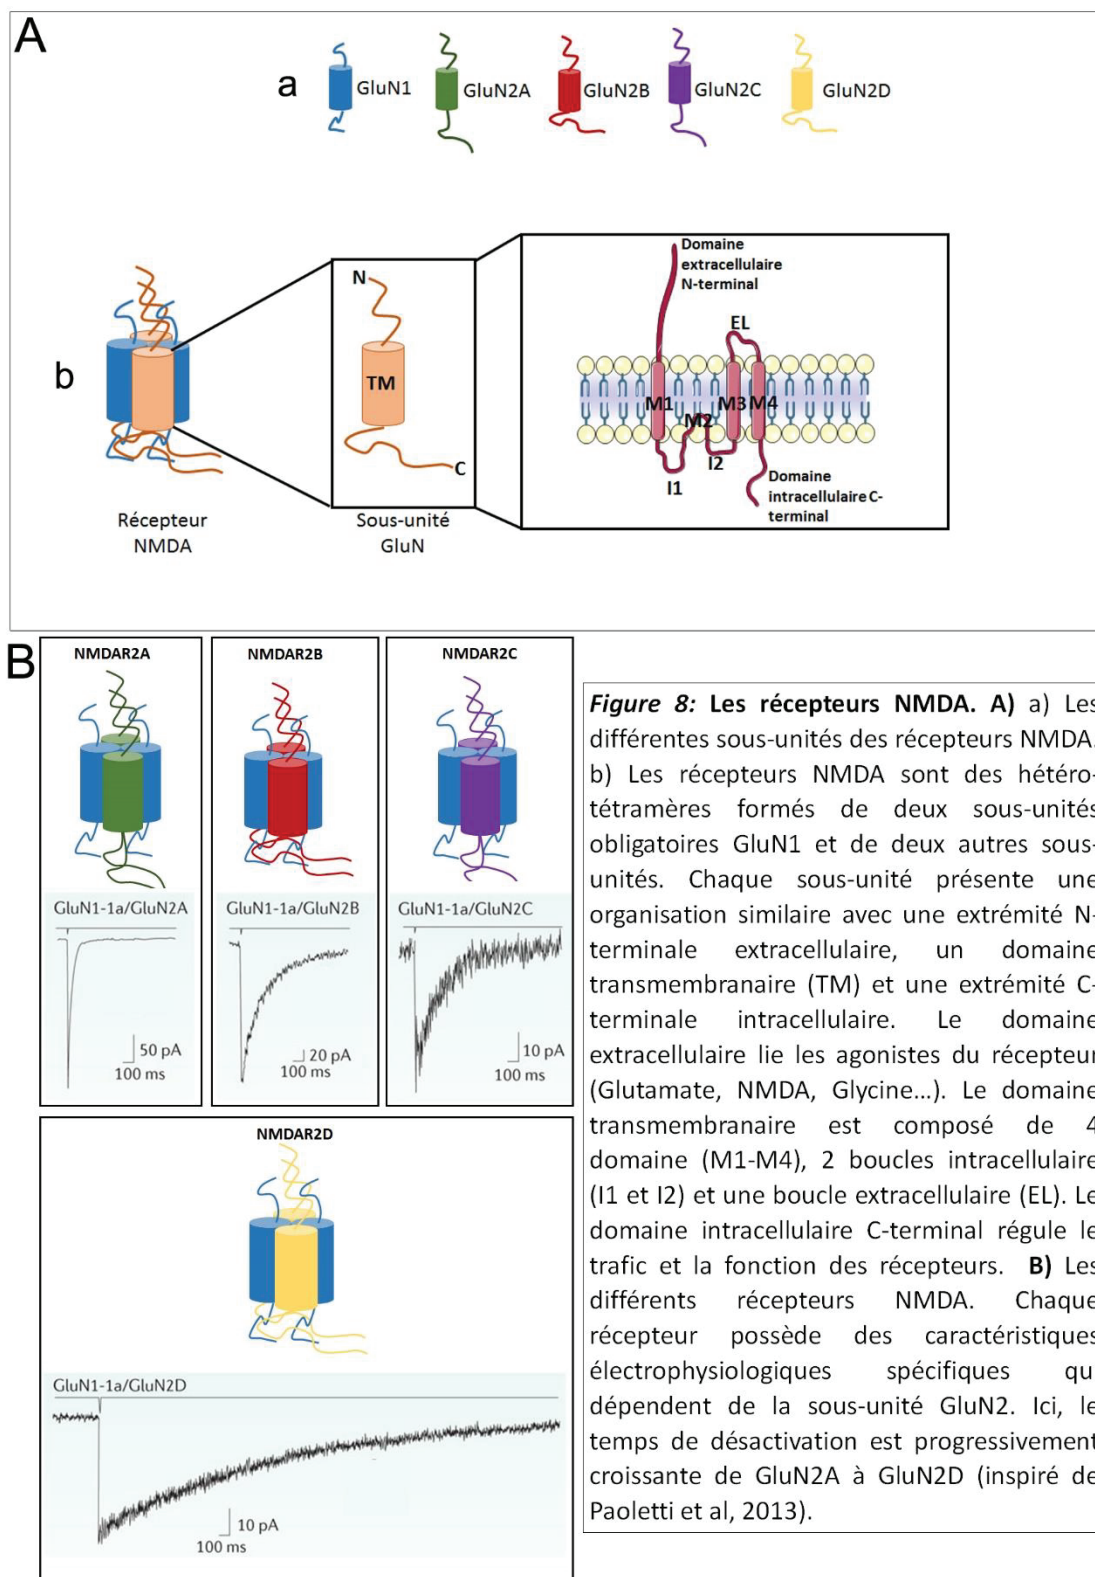 A
a
GluN1
GluN2A
GluN2B
GluN2C
GluN2D
b
Récepteur
NMDA
N
TM
C
Sous-unité
GluN
Domaine
extracellulaire
N-terminal
EL
M1
M2
M3
M4
I1
I2
Domaine
intracellulaire C-
terminal
B
NMDAR2A
GluN1-1a/GluN2A
50 pA
100 ms
NMDAR2B
GluN1-1a/GluN2B
20 pA
100 ms
NMDAR2C
GluN1-1a/GluN2C
10 pA
100 ms
NMDAR2D
GluN1-1a/GluN2D
10 pA
100 ms
Figure 8: Les récepteurs NMDA. A) a) Les
différentes sous-unités des récepteurs NMDA.
b) Les récepteurs NMDA sont des hétéro-
tétramères formés de deux sous-unités
obligatoires GluN1 et de deux autres sous-
unités. Chaque sous-unité présente une
organisation similaire avec une extrémité N-
terminale extracellulaire, un domaine
transmembranaire (TM) et une extrémité C-
terminale intracellulaire. Le domaine
extracellulaire lie les agonistes du récepteur
(Glutamate, NMDA, Glycine...). Le domaine
transmembranaire est composé de 4
domaine (M1-M4), 2 boucles intracellulaire
(I1 et I2) et une boucle extracellulaire (EL). Le
domaine intracellulaire C-terminal régule le
trafic et la fonction des récepteurs. B) Les
différents récepteurs NMDA. Chaque
récepteur possède des caractéristiques
électrophysiologiques spécifiques qu
dépendent de la sous-unité GluN2. Ici, le
temps de désactivation est progressivement
croissante de GluN2A à GluN2D (inspiré de
Paoletti et al, 2013).